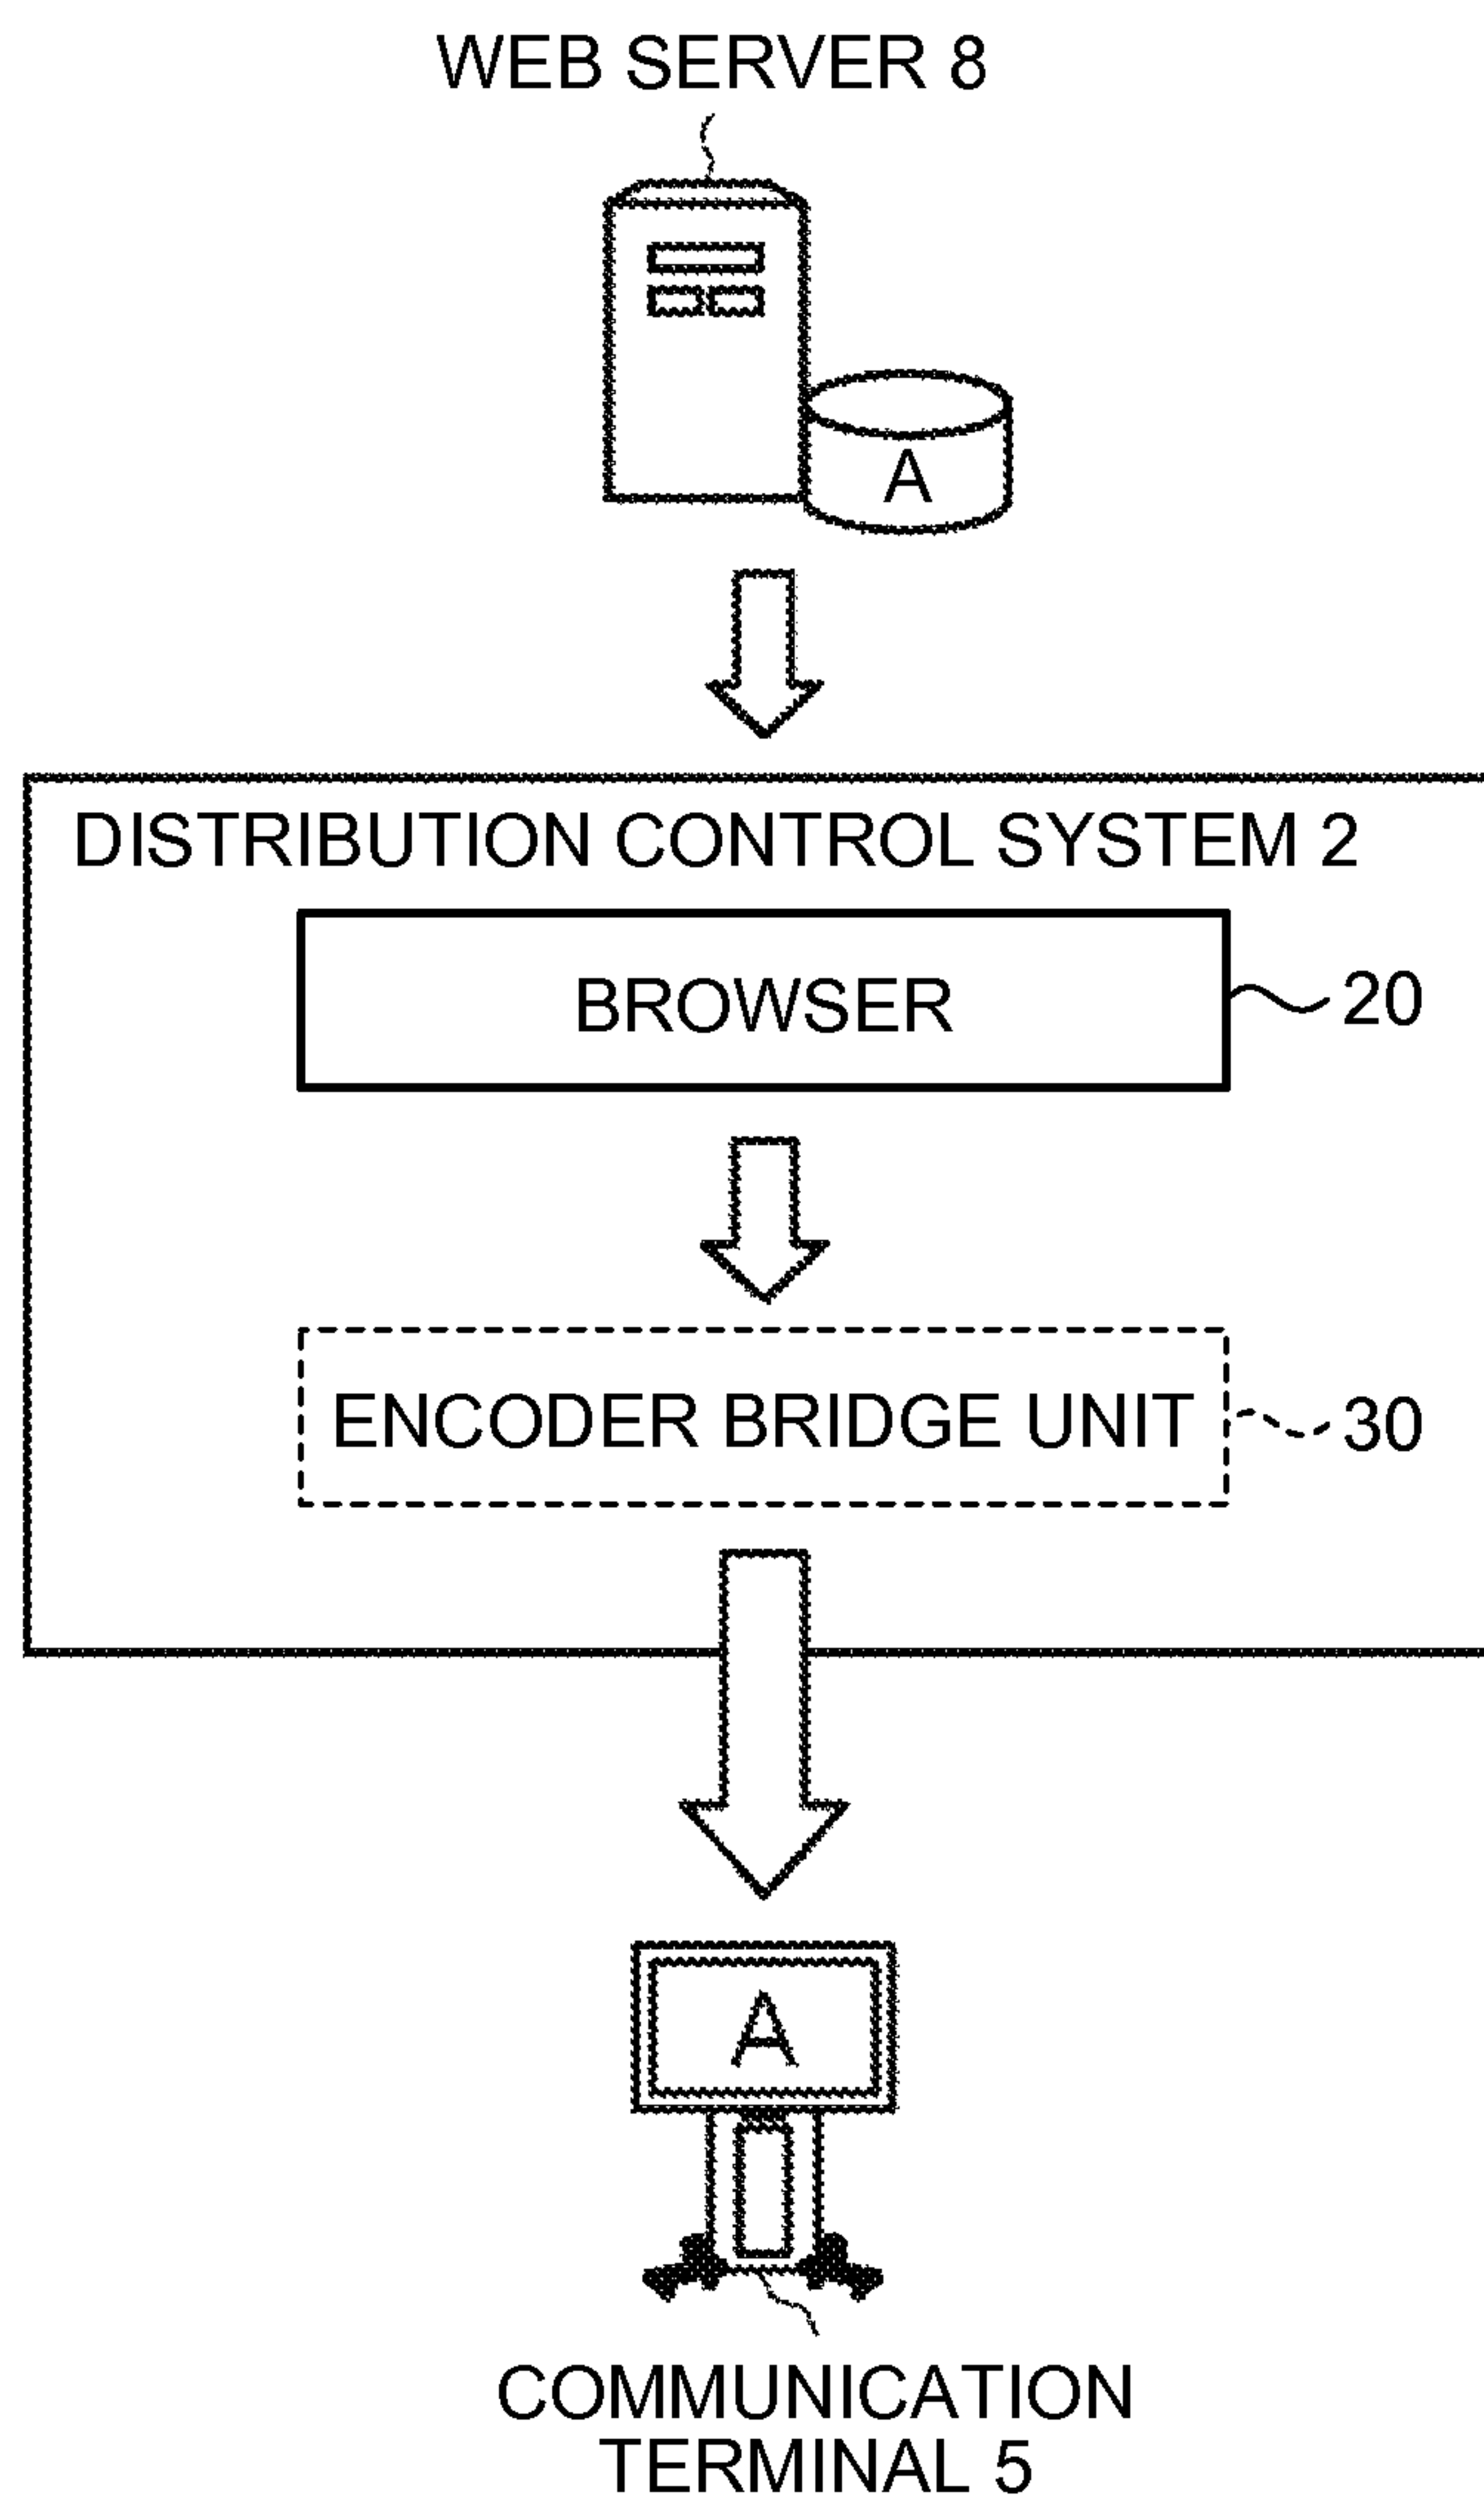 WEB SERVER 8
A
DISTRIBUTION CONTROL SYSTEM 2
BROWSER
20
ENCODER BRIDGE UNIT
30
A
COMMUNICATION
TERMINAL 5